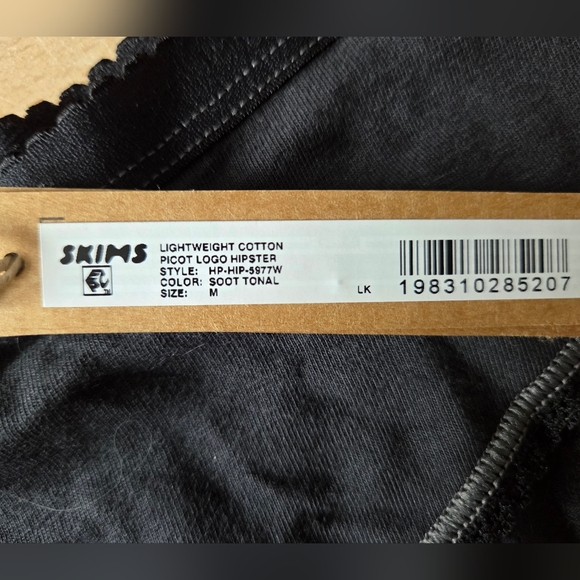 SKIMS
LIGHTWEIGHT COTTON
PICOT LOGO HIPSTER
STYLE: HP-HIP-5977W
COLOR: SOOT TONAL
SIZE: M
LK
198310285207